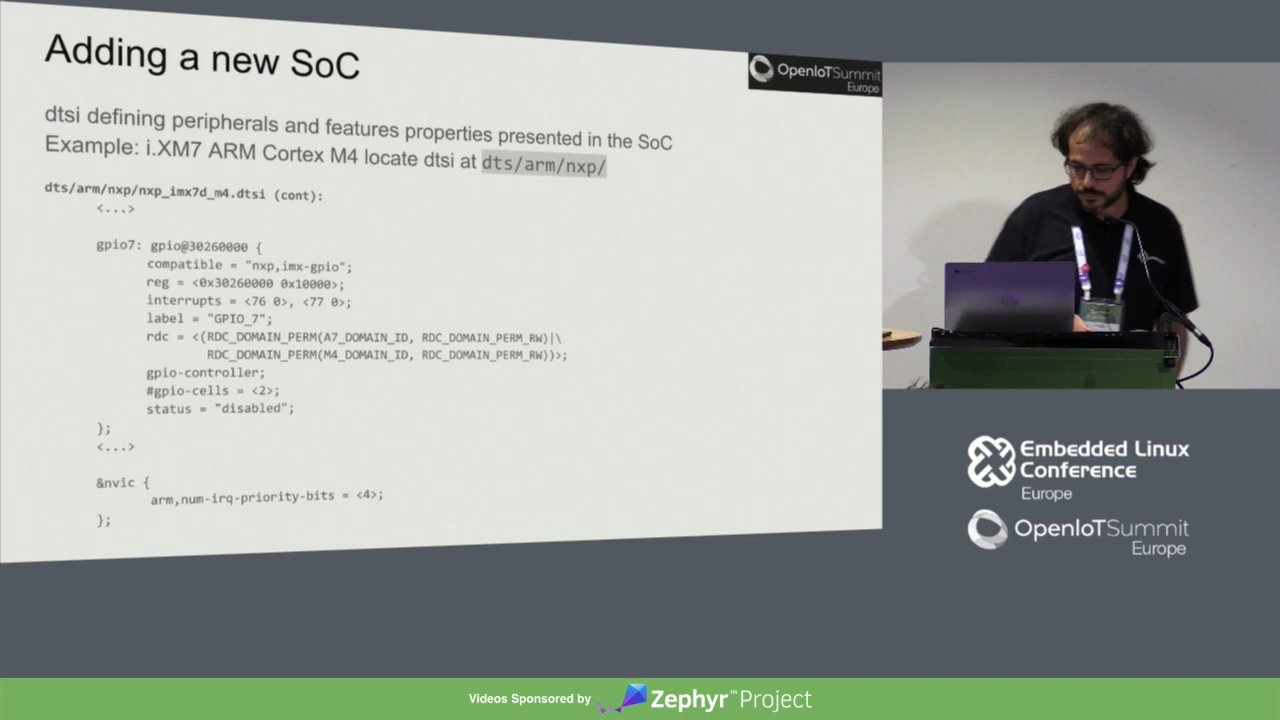 Adding a new SoC
OpenIoTSummit
Europe
dtsi defining peripherals and features properties presented in the SoC
Example: i.XM7 ARM Cortex M4 locate dtsi at dts/arm/nxp/
dts/arm/nxp/nxp_imx7d_m4.dtsi (cont):
<...>
gpio7: gpio@30260000 {
compatible = "nxp,imx-gpio";
reg = <0x30260000 0x10000>;
interrupts = <76 0>, <77 0>;
label = "GPIO_7";
rdc = <(RDC_DOMAIN_PERM(A7_DOMAIN_ID, RDC_DOMAIN_PERM_RW)|\
RDC_DOMAIN_PERM(M4_DOMAIN_ID, RDC_DOMAIN_PERM_RW))>;
gpio-controller;
#gpio-cells = <2>;
status = "disabled";
};
<...>
&nvic {
arm,num-irq-priority-bits = <4>;
};
Embedded Linux
Conference
Europe
OpenIoTSummit
Europe
Videos Sponsored by Zephyr™Project